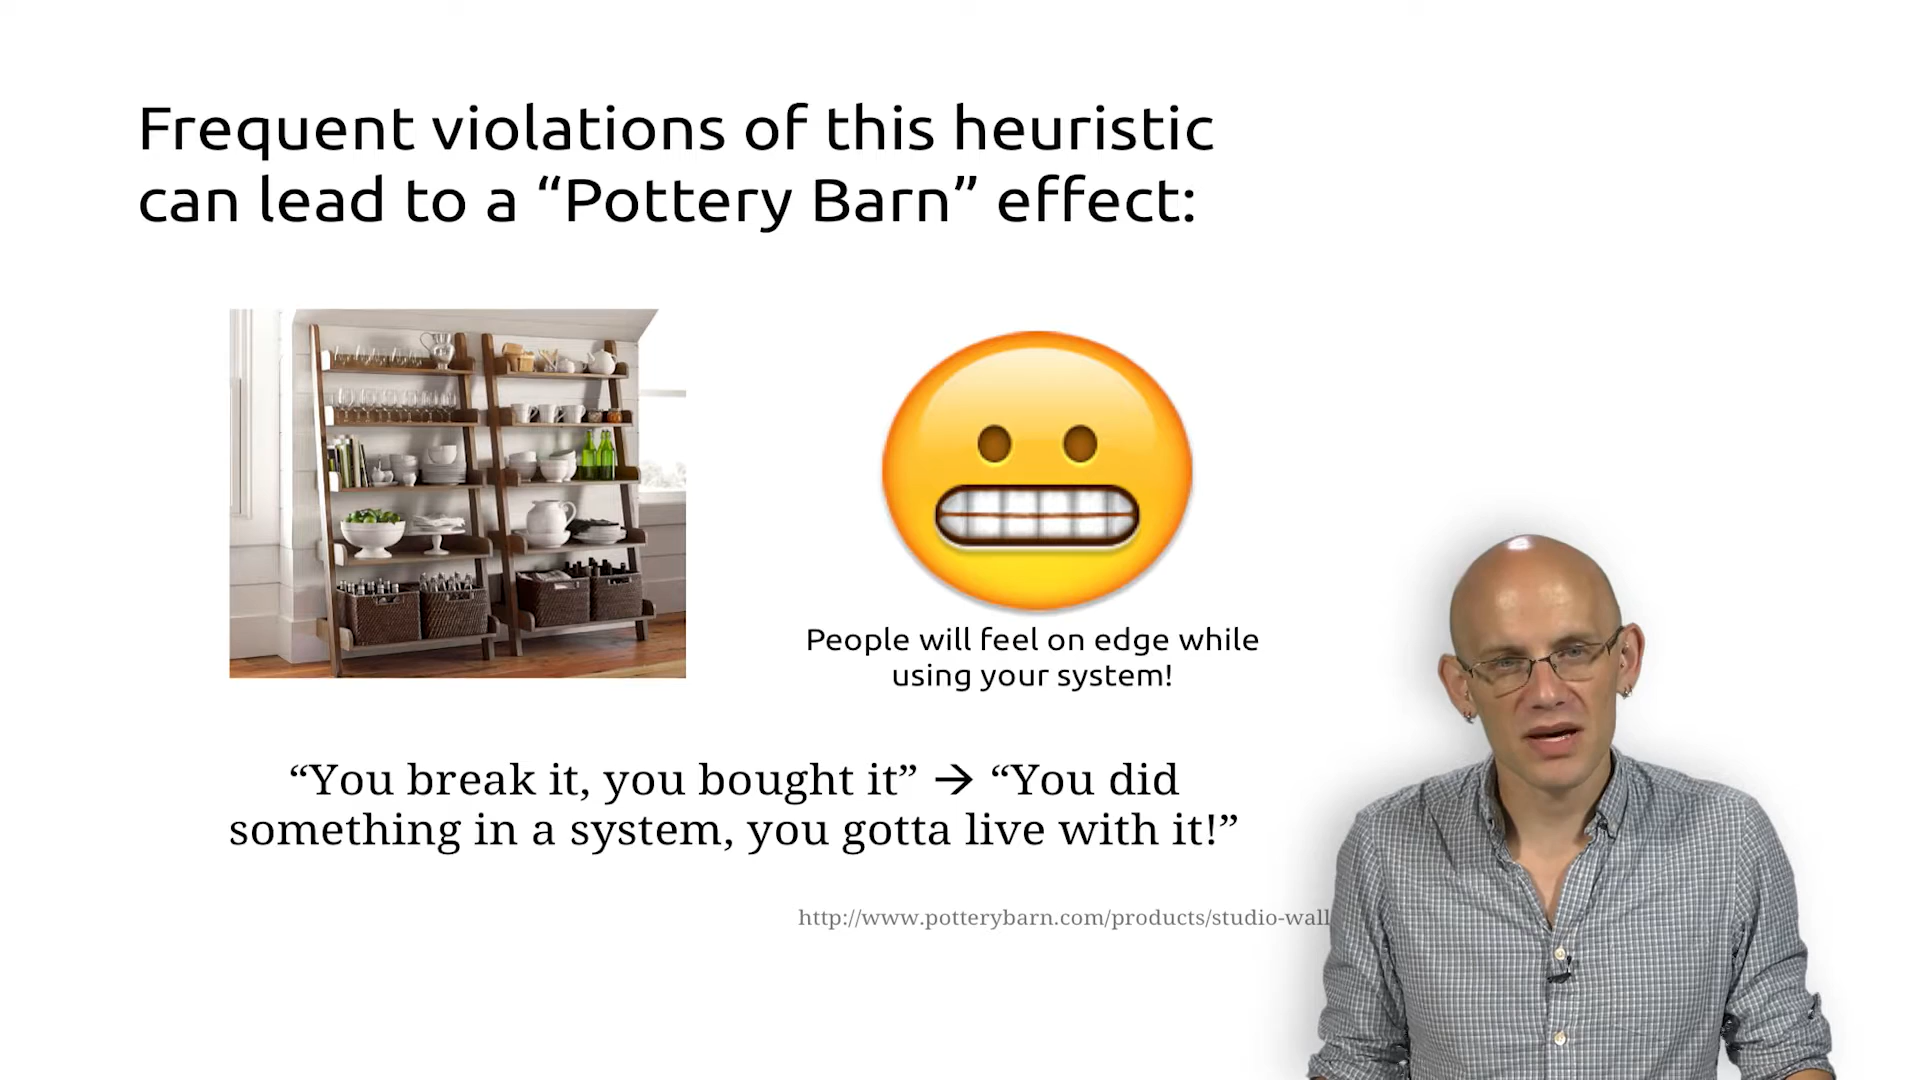 Frequent violations of this heuristic
can lead to a “Pottery Barn” effect:
People will feel on edge while
using your system!
“You break it, you bought it” → “You did
something in a system, you gotta live with it!”
http://www.potterybarn.com/products/studio-wall